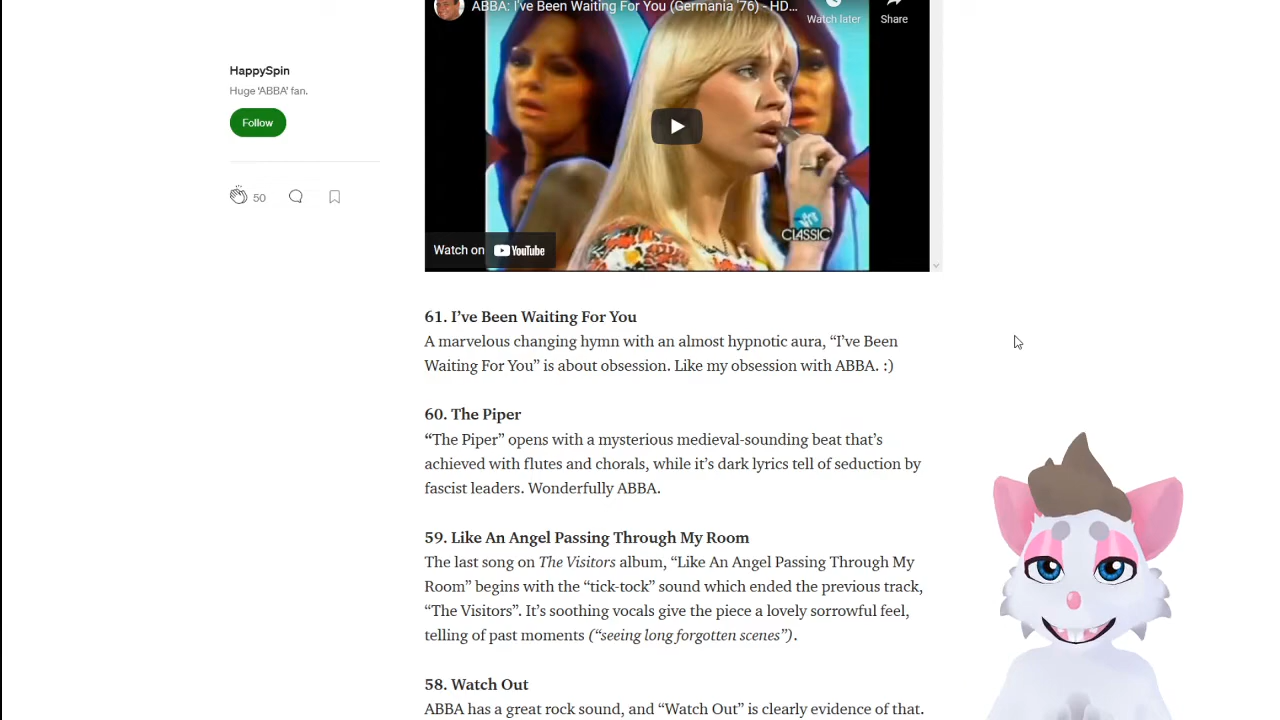 ABBA: I've Been Waiting For You (Germania '76) - HD...
Watch later
Share
HappySpin
Huge 'ABBA' fan.
Follow
50
CLASSIC
Watch on YouTube
61. I’ve Been Waiting For You
A marvelous changing hymn with an almost hypnotic aura, “I’ve Been
Waiting For You” is about obsession. Like my obsession with ABBA. :)
60. The Piper
“The Piper” opens with a mysterious medieval-sounding beat that’s
achieved with flutes and chorals, while it’s dark lyrics tell of seduction by
fascist leaders. Wonderfully ABBA.
59. Like An Angel Passing Through My Room
The last song on The Visitors album, “Like An Angel Passing Through My
Room” begins with the “tick-tock” sound which ended the previous track,
“The Visitors”. It’s soothing vocals give the piece a lovely sorrowful feel,
telling of past moments (“seeing long forgotten scenes”).
58. Watch Out
ABBA has a great rock sound, and “Watch Out” is clearly evidence of that.